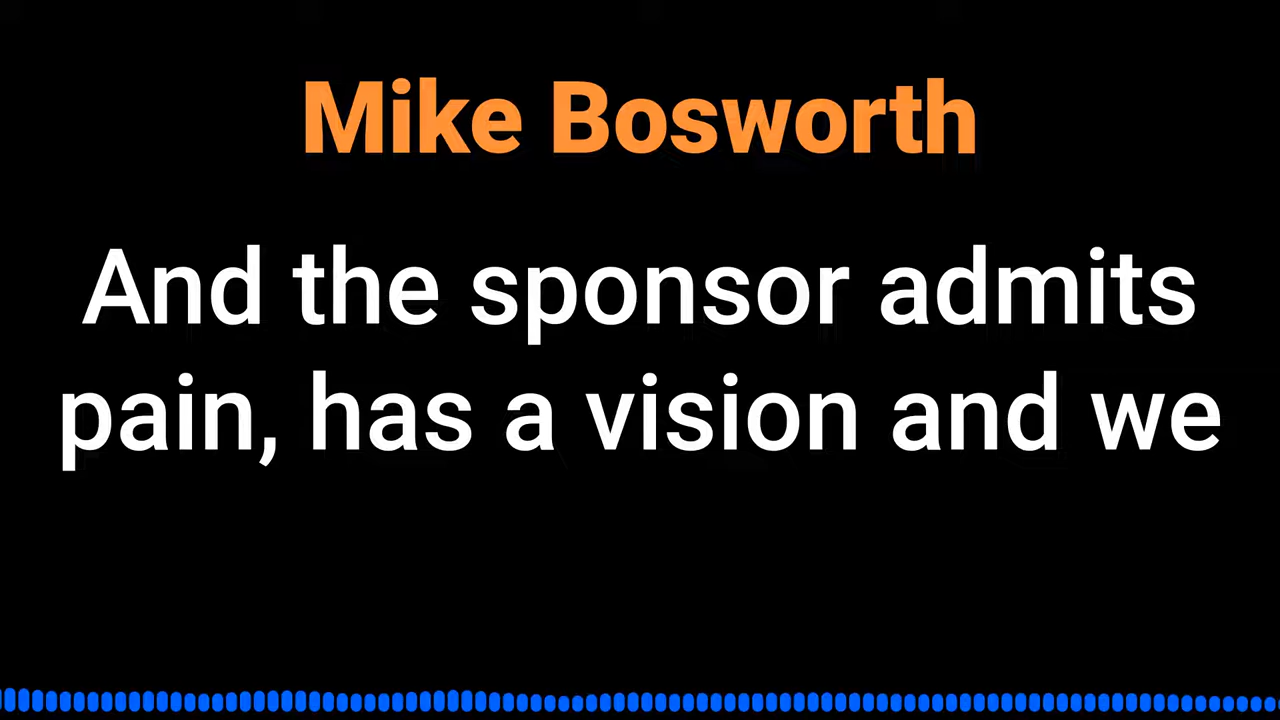 Mike Bosworth
And the sponsor admits
pain, has a vision and we